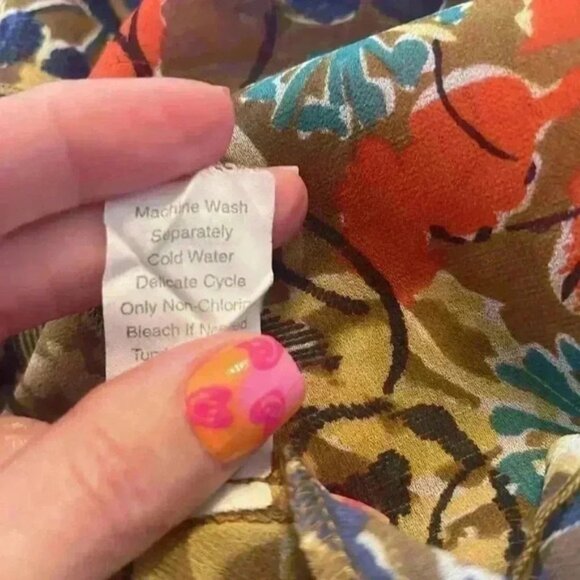 Machine Wash
Separately
Cold Water
Delicate Cycle
Only Non-Chlorine
Bleach If Needed